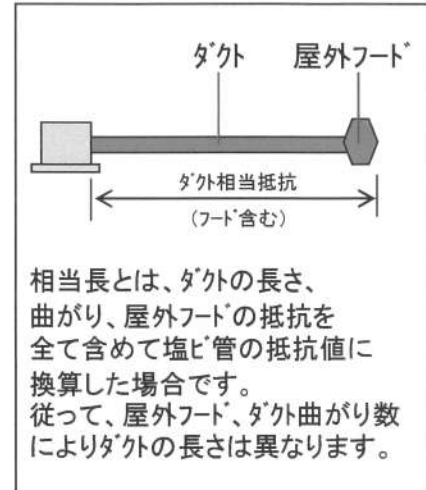 ﾀﾞｸﾄ 屋外ﾌｰﾄﾞ
ﾀﾞｸﾄ相当抵抗
(ﾌｰﾄﾞ含む)
相当長とは、ﾀﾞｸﾄの長さ、
曲がり、屋外ﾌｰﾄﾞの抵抗を
全て含めて塩ﾋﾞ管の抵抗値に
換算した場合です。
従って、屋外ﾌｰﾄﾞ、ﾀﾞｸﾄ曲がり数
によりﾀﾞｸﾄの長さは異なります。